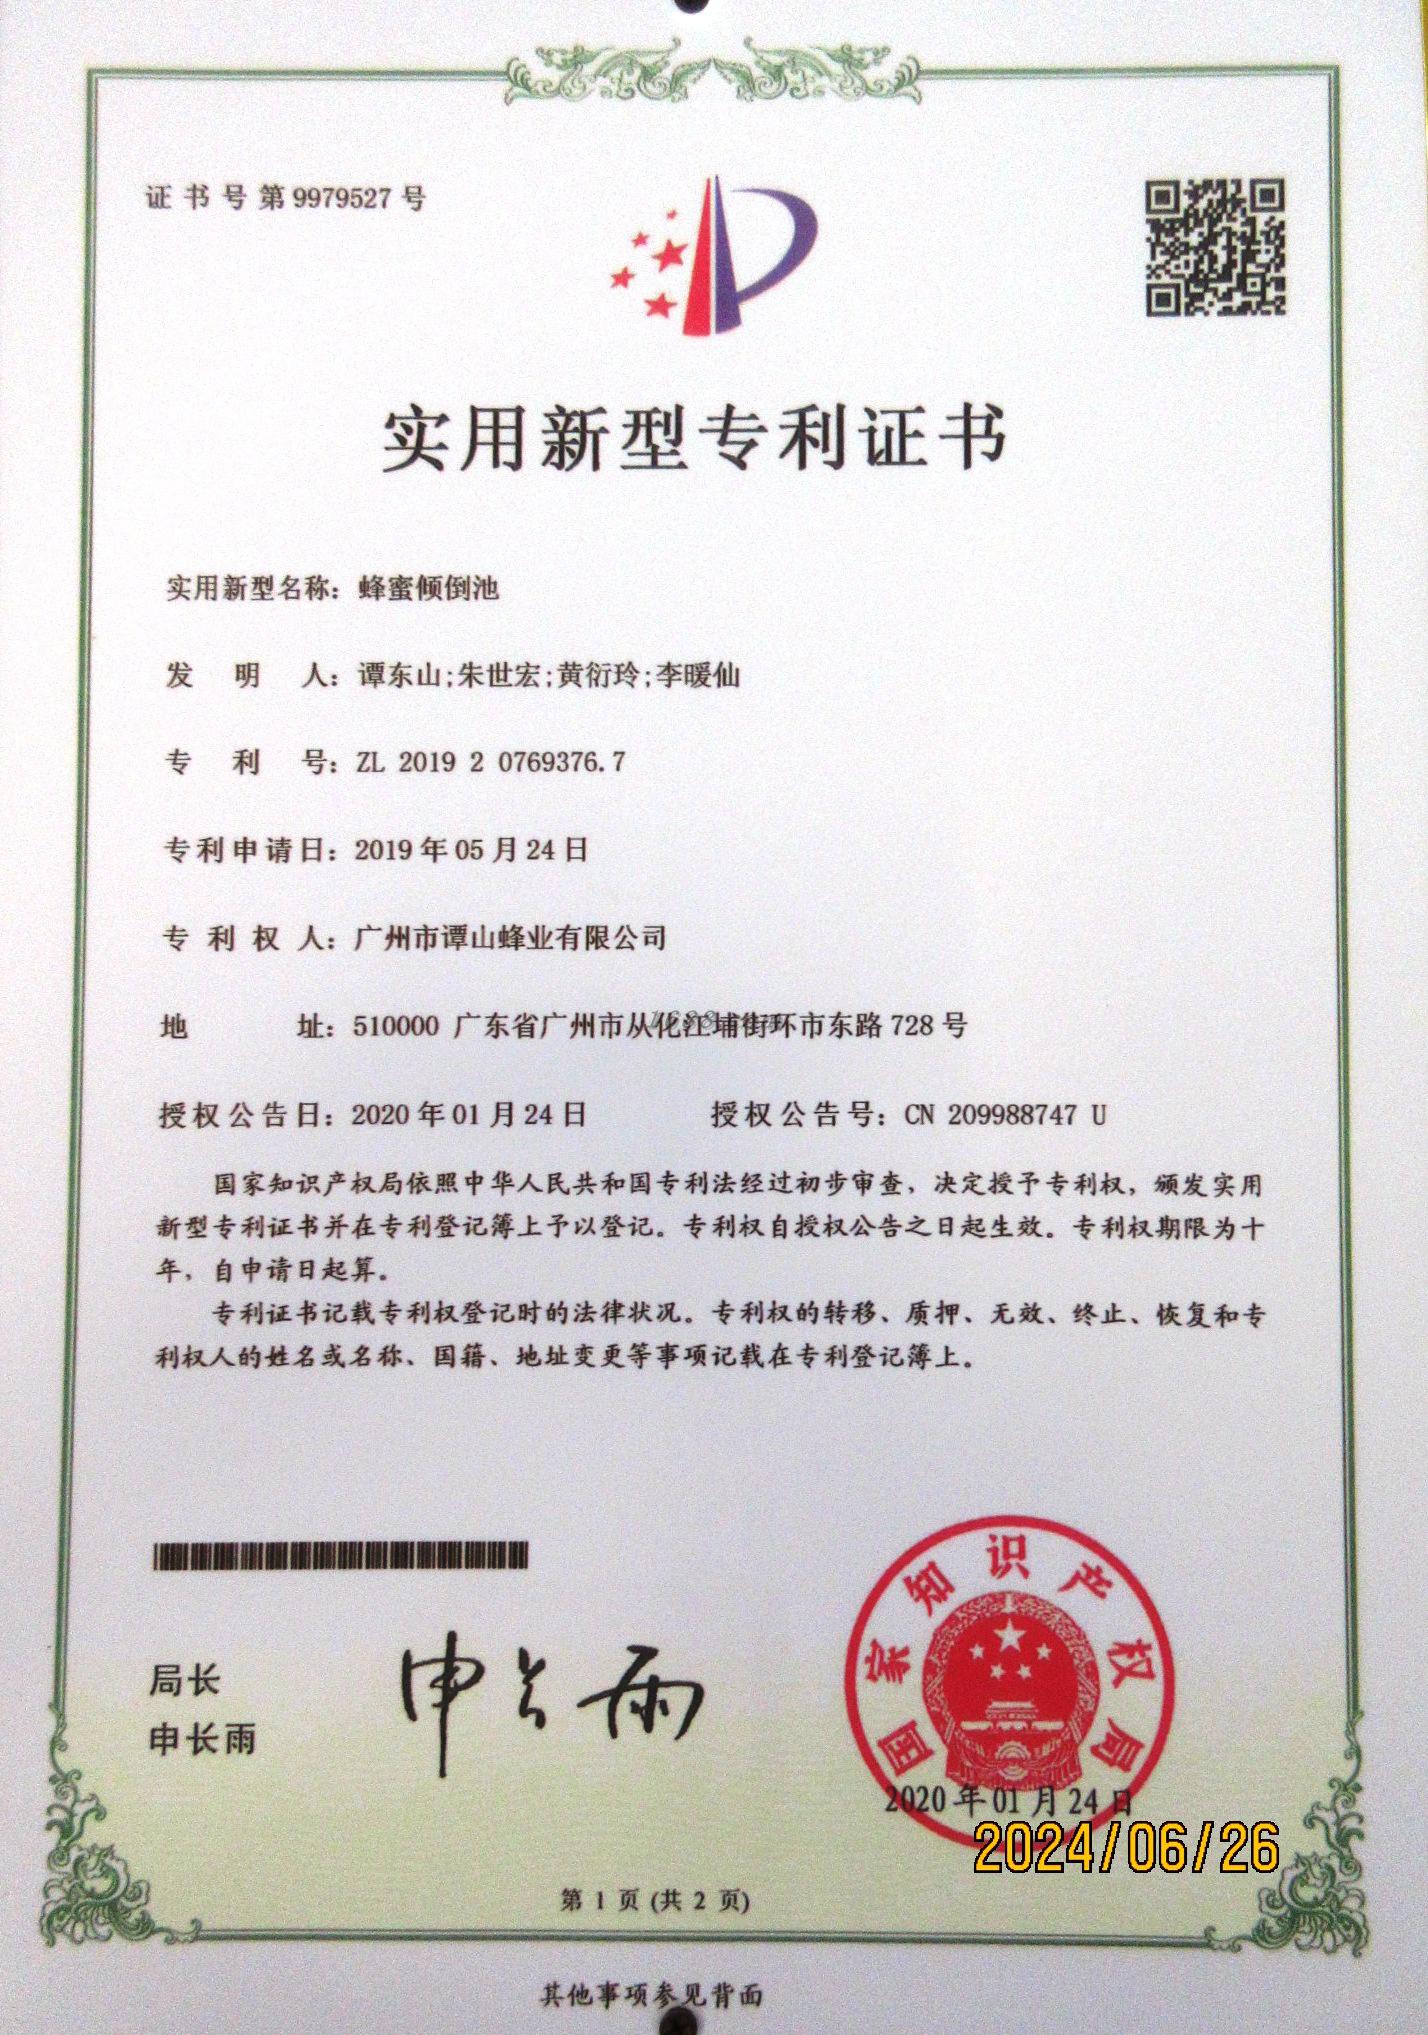 证书号第9979527号
实用新型专利证书
实用新型名称：蜂蜜倾倒池
发明人：谭东山;朱世宏;黄衍玲;李暖仙
专利号：ZL 2019 2 0769376.7
专利申请日：2019年05月24日
专利权人：广州市谭山蜂业有限公司
地址：510000 广东省广州市从化江埔街环市东路728号
授权公告日：2020年01月24日 授权公告号：CN 209988747 U
国家知识产权局依照中华人民共和国专利法经过初步审查，决定授予专利权，颁发实用
新型专利证书并在专利登记簿上予以登记。专利权自授权公告之日起生效。专利权期限为十
年，自申请日起算。
专利证书记载专利权登记时的法律状况。专利权的转移、质押、无效、终止、恢复和专
利权人的姓名或名称、国籍、地址变更等事项记载在专利登记簿上。
局长
申长雨
申长雨
国家知识产权局
2020年01月24日
2024/06/26
第 1 页 (共 2 页)
其他事项参见背面